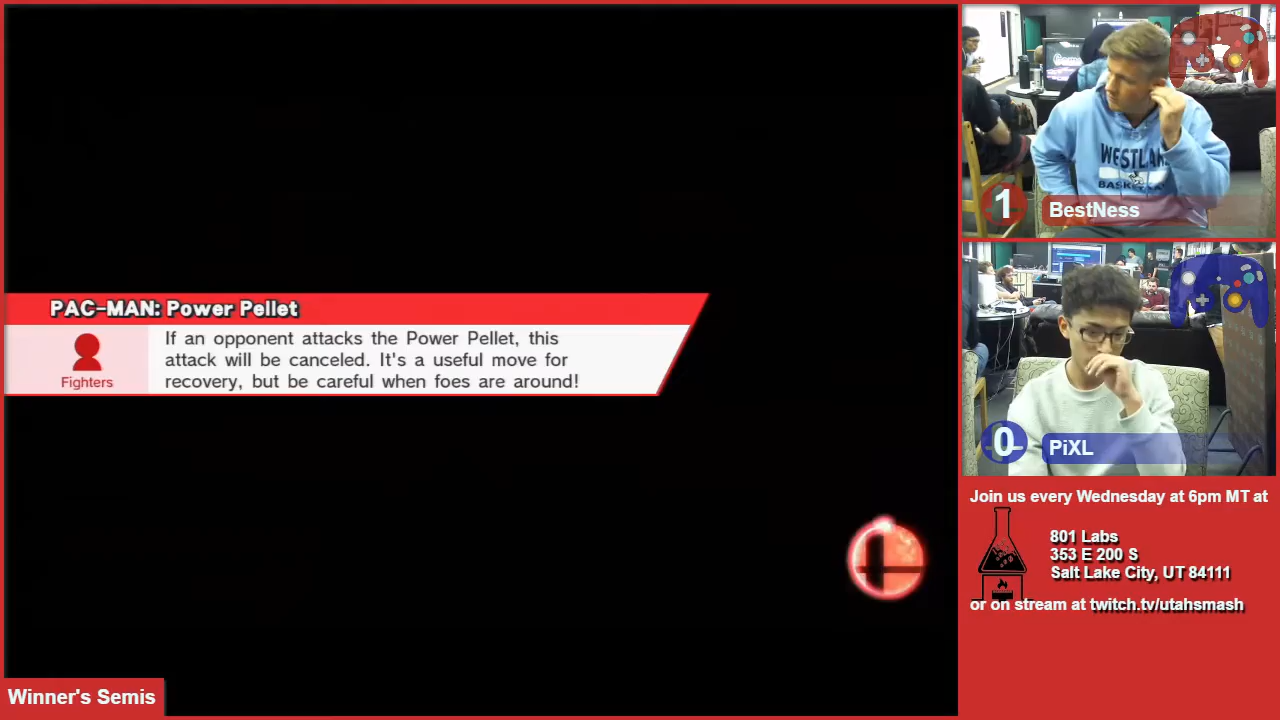 PAC-MAN: Power Pellet
If an opponent attacks the Power Pellet, this
attack will be canceled. It's a useful move for
recovery, but be careful when foes are around!
Fighters
Winner's Semis
WESTLAKE
BASKETBALL
1
BestNess
0
PiXL
Join us every Wednesday at 6pm MT at
801 Labs
353 E 200 S
Salt Lake City, UT 84111
or on stream at twitch.tv/utahsmash